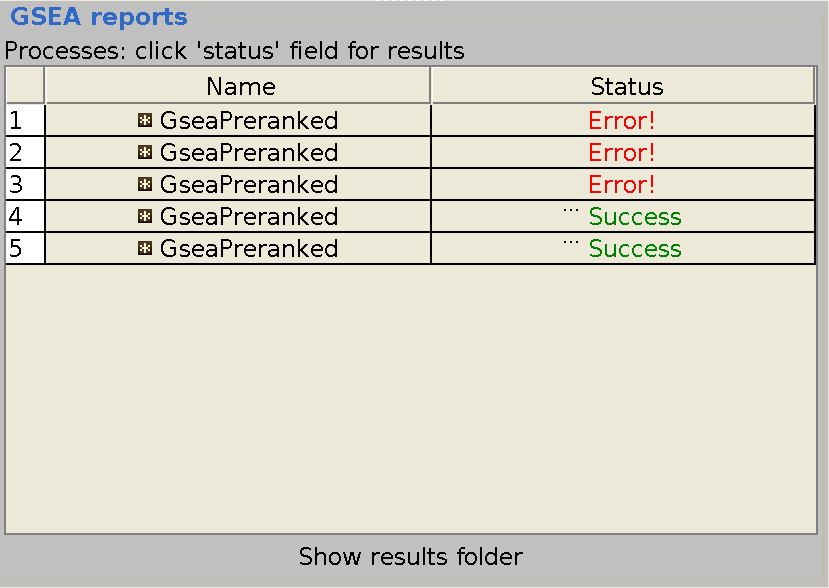 GSEA reports
Processes: click 'status' field for results
Name Status
1 GseaPreranked Error!
2 GseaPreranked Error!
3 GseaPreranked Error!
4 GseaPreranked ... Success
5 GseaPreranked ... Success
Show results folder